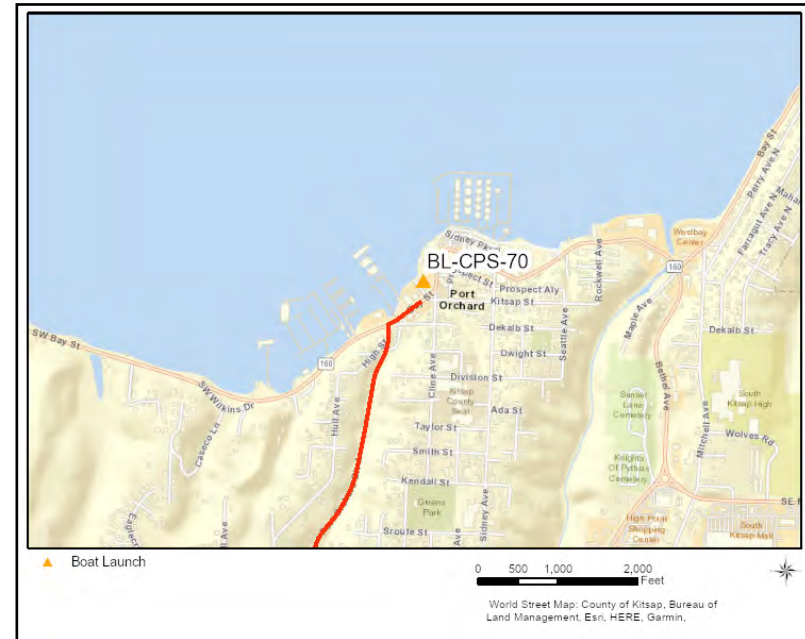 Bay St
Perry Ave N
Farragut Ave N
Tracy Ave N
Westbay
Center
160
Rockwell Ave
Sidney Pkwy
BL-CPS-70
Prospect St
Port
Orchard
Prospect Aly
Kitsap St
Maple Ave
Dekalb St
Dekalb St
Seattle Ave
Dwight St
SW Bay St
160
High St
Cline Ave
Division St
Bethel Ave
SW Wilkins Dr
Hull Ave
Kitsap
County
Seat
Ada St
Sunset
Lane
Cemetery
South
Kitsap-High
Mitchell Ave
Caseco Ln
Taylor St
Wolves Rd
Smith St
Knights
Of Pythias
Cemetery
Kendall St
Givens
Park
Sidney Ave
Sroufe St
High Point
Shopping
Center
South
Kitsap-Mall
Boat Launch
0 500 1,000 2,000
Feet
World Street Map: County of Kitsap, Bureau of
Land Management, Esri, HERE, Garmin,